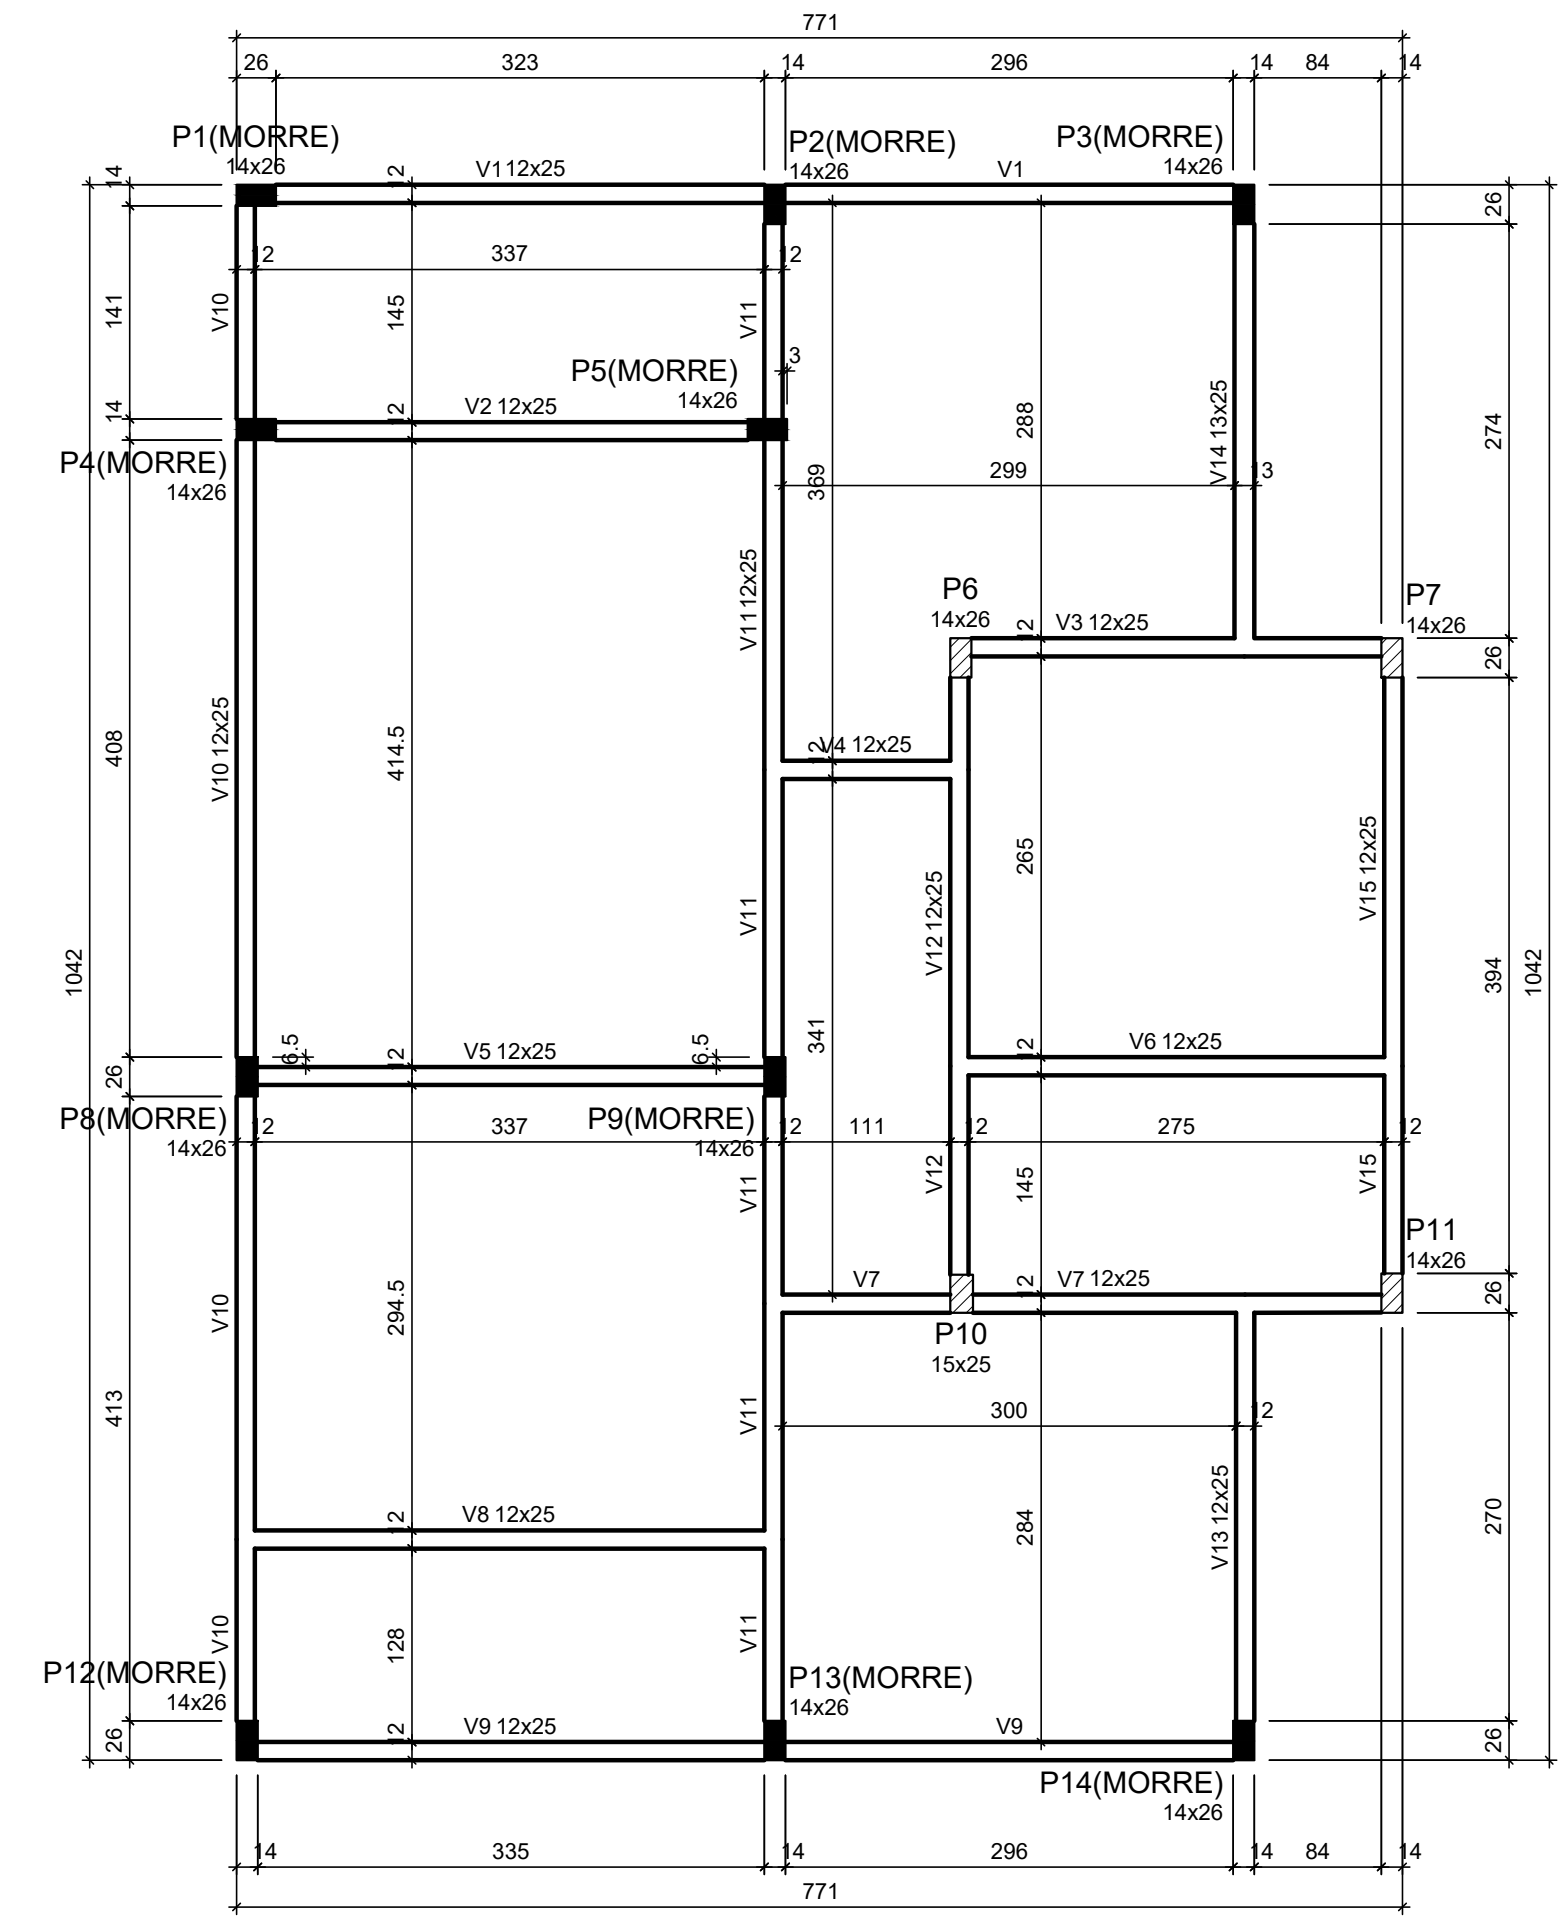 771
26 323 14 296 14 84 14
P1(MORRE)
14x26
P2(MORRE)
14x26
P3(MORRE)
14x26
14
V1 12x25
12
V1
26
12 337 12
141
V10
145
V11
3
P5(MORRE)
14x26
14
V2 12x25
12
288
V14 13x25
274
P4(MORRE)
14x26
369
299 13
V11 12x25
P6
14x26
12
V3 12x25
P7
14x26
26
408
V10 12x25
414.5
12
V4 12x25
V11
V12 12x25
265
V15 12x25
1042
394
1042
341
6.5
12
V5 12x25
6.5
12
V6 12x25
26
P8(MORRE)
14x26
P9(MORRE)
14x26
12 337 12 111 12 275 12
V11
V12
145
V15
P11
14x26
V10
294.5
V7
12
V7 12x25
26
P10
15x25
413
V11
300 12
V8 12x25
12
V13 12x25
284
270
V10
128
V11
P12(MORRE)
14x26
P13(MORRE)
14x26
26
V9 12x25
12
V9
26
P14(MORRE)
14x26
14 335 14 296 14 84 14
771